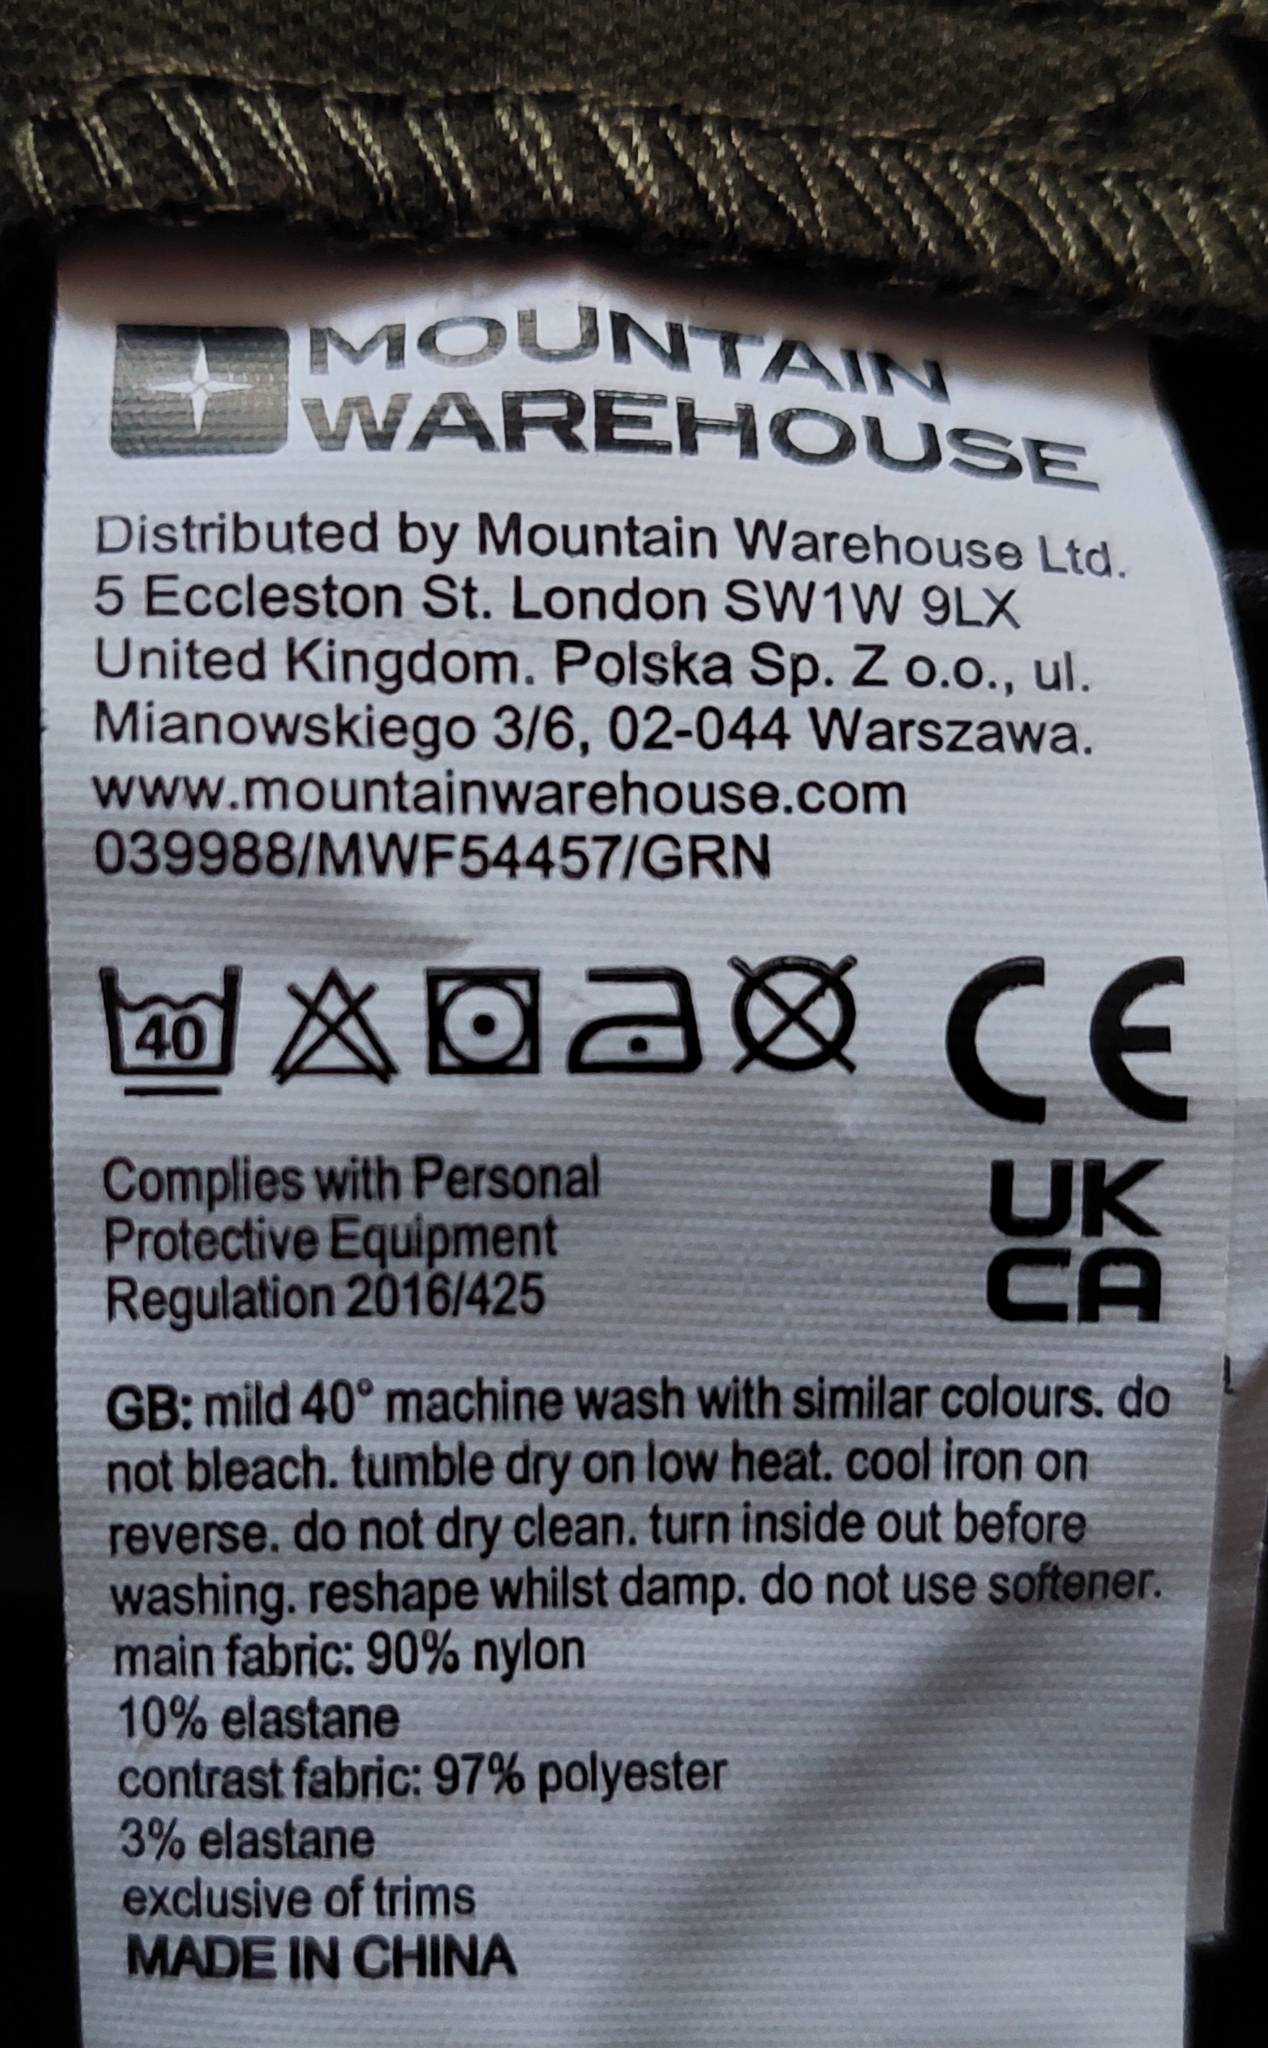 MOUNTAIN
WAREHOUSE
Distributed by Mountain Warehouse Ltd.
5 Eccleston St. London SW1W 9LX
United Kingdom. Polska Sp. Z o.o., ul.
Mianowskiego 3/6, 02-044 Warszawa.
www.mountainwarehouse.com
039988/MWF54457/GRN
40
CE
Complies with Personal
Protective Equipment
Regulation 2016/425
UK
CA
GB: mild 40° machine wash with similar colours. do
not bleach. tumble dry on low heat. cool iron on
reverse. do not dry clean. turn inside out before
washing. reshape whilst damp. do not use softener.
main fabric: 90% nylon
10% elastane
contrast fabric: 97% polyester
3% elastane
exclusive of trims
MADE IN CHINA